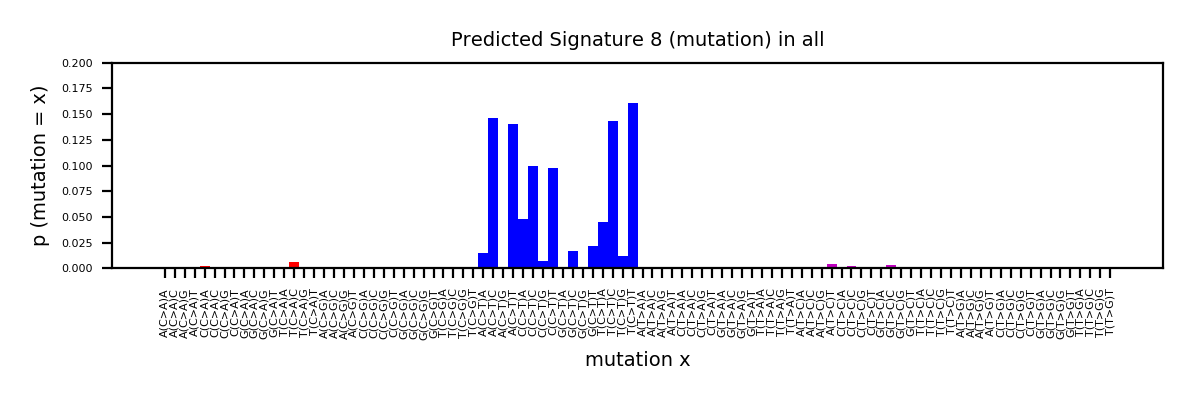 Predicted Signature 8 (mutation) in all
p (mutation = x)
0.200
0.175
0.150
0.125
0.100
0.075
0.050
0.025
0.000
A(C>A)A
A(C>A)C
A(C>A)G
A(C>A)T
C(C>A)A
C(C>A)C
C(C>A)G
C(C>A)T
G(C>A)A
G(C>A)C
G(C>A)G
G(C>A)T
T(C>A)A
T(C>A)C
T(C>A)G
T(C>A)T
A(C>G)A
A(C>G)C
A(C>G)G
A(C>G)T
C(C>G)A
C(C>G)C
C(C>G)G
C(C>G)T
G(C>G)A
G(C>G)C
G(C>G)G
G(C>G)T
T(C>G)A
T(C>G)C
T(C>G)G
T(C>G)T
A(C>T)A
A(C>T)C
A(C>T)G
A(C>T)T
C(C>T)A
C(C>T)C
C(C>T)G
C(C>T)T
G(C>T)A
G(C>T)C
G(C>T)G
G(C>T)T
T(C>T)A
T(C>T)C
T(C>T)G
T(C>T)T
A(T>A)A
A(T>A)C
A(T>A)G
A(T>A)T
C(T>A)A
C(T>A)C
C(T>A)G
C(T>A)T
G(T>A)A
G(T>A)C
G(T>A)G
G(T>A)T
T(T>A)A
T(T>A)C
T(T>A)G
T(T>A)T
A(T>C)A
A(T>C)C
A(T>C)G
A(T>C)T
C(T>C)A
C(T>C)C
C(T>C)G
C(T>C)T
G(T>C)A
G(T>C)C
G(T>C)G
G(T>C)T
T(T>C)A
T(T>C)C
T(T>C)G
T(T>C)T
A(T>G)A
A(T>G)C
A(T>G)G
A(T>G)T
C(T>G)A
C(T>G)C
C(T>G)G
C(T>G)T
G(T>G)A
G(T>G)C
G(T>G)G
G(T>G)T
T(T>G)A
T(T>G)C
T(T>G)G
T(T>G)T
mutation x